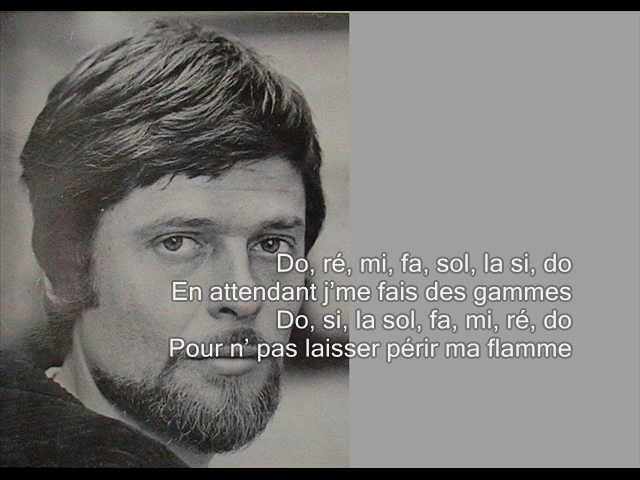 Do, ré, mi, fa, sol, la si, do
En attendant j’me fais des gammes
Do, si, la sol, fa, mi, ré, do
Pour n’ pas laisser périr ma flamme